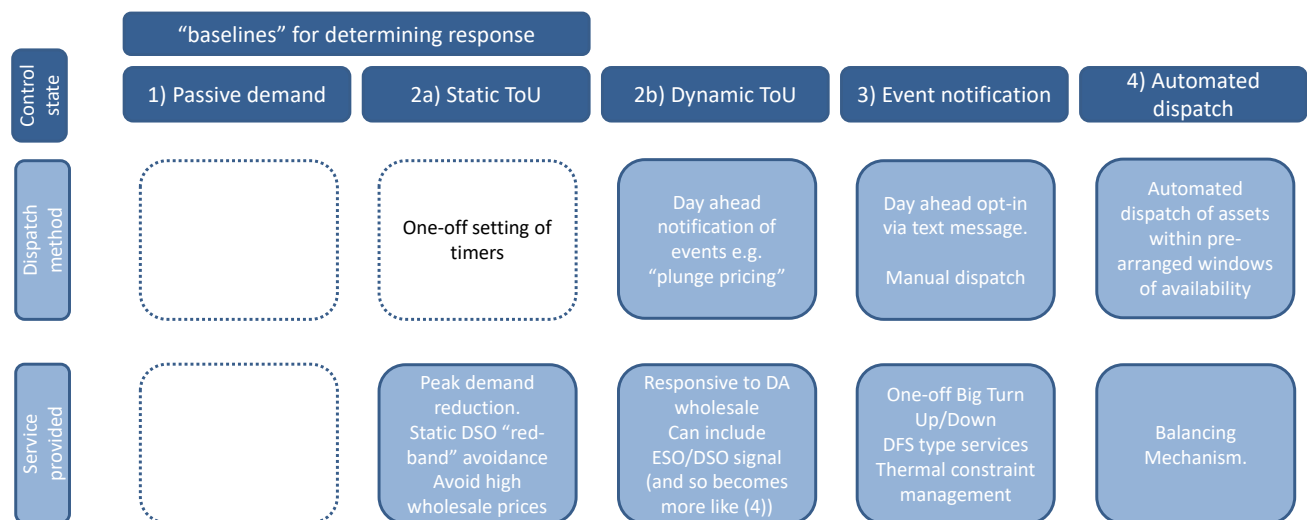 “baselines” for determining response
Control
state
1) Passive demand
2a) Static ToU
2b) Dynamic ToU
3) Event notification
4) Automated
dispatch
Dispatch
method
One-off setting of
timers
Day ahead
notification of
events e.g.
“plunge pricing”
Day ahead opt-in
via text message.
Manual dispatch
Automated
dispatch of assets
within pre-
arranged windows
of availability
Service
provided
Peak demand
reduction.
Static DSO “red-
band” avoidance
Avoid high
wholesale prices
Responsive to DA
wholesale
Can include
ESO/DSO signal
(and so becomes
more like (4))
One-off Big Turn
Up/Down
DFS type services
Thermal constraint
management
Balancing
Mechanism.